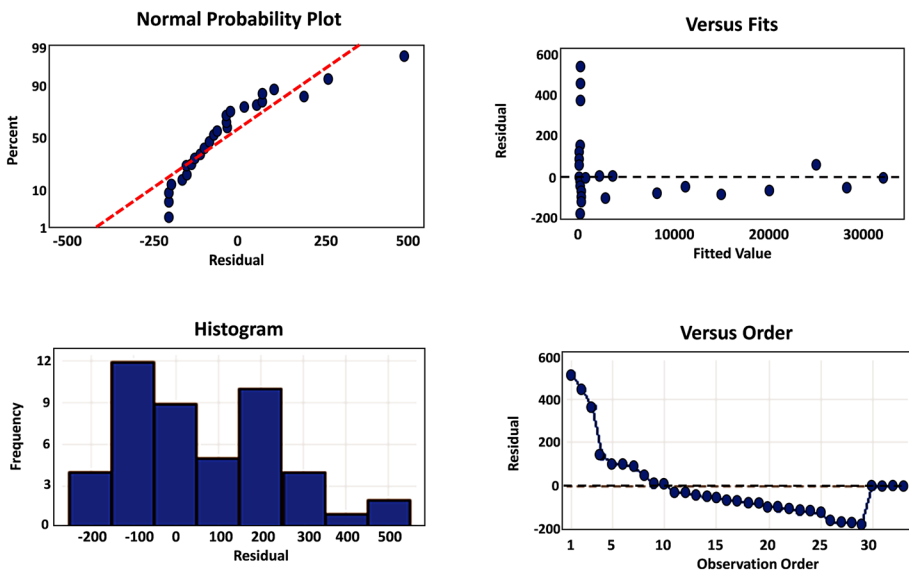 Normal Probability Plot
99
90
50
10
1
Percent
-500 -250 0 250 500
Residual
Versus Fits
600
400
200
0
-200
Residual
0 10000 20000 30000
Fitted Value
Histogram
12
9
6
3
0
Frequency
-200 -100 0 100 200 300 400 500
Residual
Versus Order
600
400
200
0
-200
Residual
1 5 10 15 20 25 30
Observation Order